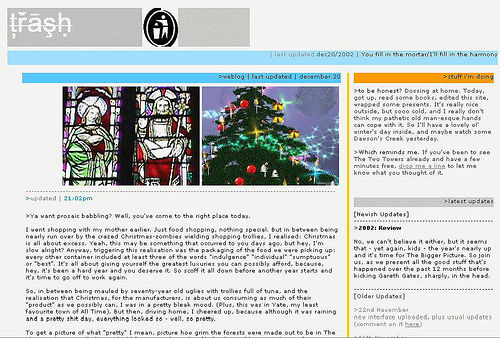 ťřāşḩ
| last updated dec20/2002 | You fill in the mortar/I'll fill in the harmony
>veblog | last updated | december 20
>updated | 21:02pm
>Ya want prosaic babbling? Well, you've come to the right place today.
I went shopping with my mother earlier. Just food shopping, nothing special. But in between being
nearly run over by the crazed Christmas-zombies wielding shopping trollies, I realised: Christmas
is all about excess. Yeah, this may be something that occurred to you days ago, but hey, I'm
slow alright? Anyway, triggering this realisation was the packaging of the food we were picking up:
every other container included at least three of the words "indulgence" "individual" "sumptuous"
or "best". It's all about giving yourself the greatest luxuries you can possibly afford, because,
hey, it's been a hard year and you deserve it. So scoff it all down before another year starts and
it's time to go off to work again.
So, in between being mauled by seventy-year old uglies with trollies full of tuna, and the
realisation that Christmas, for the manufacturers, is about us consuming as much of their
"product" as we possibly can, I was in a pretty bleak mood. (Plus, this was in Yate, my least
favourite town of All Time). But then, driving home, I cheered up, because although it was raining
and a pretty shit day, everything looked so - well, so pretty.
To get a picture of what "pretty" I mean, picture how grim the forests were made out to be in The
>stuff i'm doing
>to be honest? Dossing at home. Today,
got up, read some books, edited this site,
wrapped some presents. It's really nice
outside, but sooo cold, and I really don't
think my pathetic old man-esque hands
can cope with it. So I'll have a lovely ol'
winter's day inside, and maybe watch some
Dawson's Creek yesterday.
>Which reminds me. If you've been to see
The Two Towers already and have a few
minutes free, drop me a line to let me
know what you thought of it.
>latest updates
[Newish Updates]
>2002: Review
No, we can't believe it either, but it seems
that - yet again, kids - the year's nearly up
and it's time for The Bigger Picture. So join
us, as we present all the good stuff that's
happened over the past 12 months before
kicking Gareth Gates, sharply, in the head.
[Older Updates]
>22nd November
new interface uploaded, plus usual updates
(comment on it here)